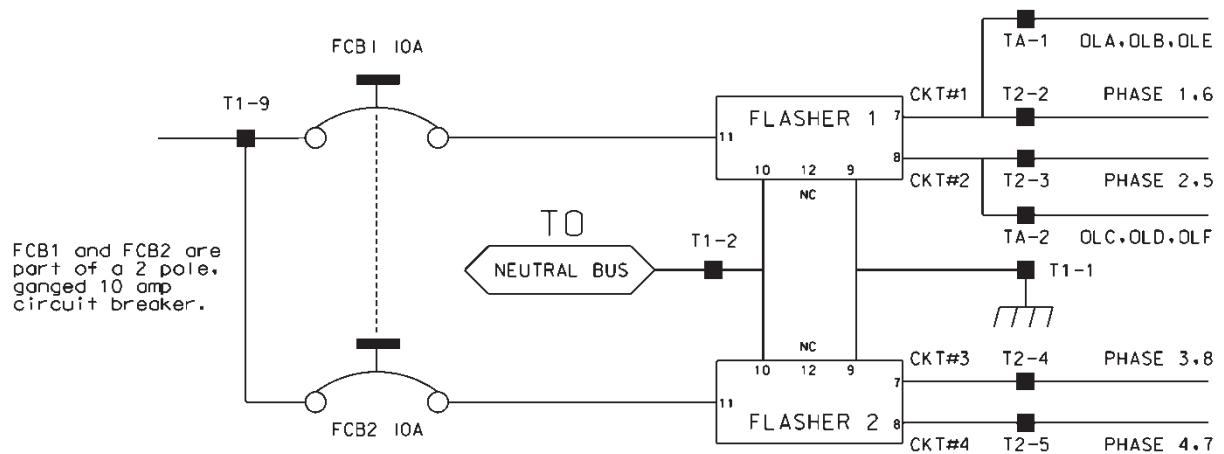 TA-1 OLA,OLB,OLE
FCB1 10A
T1-9
CKT#1 T2-2 PHASE 1,6
FLASHER 1
7
11
8
10 12 9
NC
CKT#2 T2-3 PHASE 2,5
TA-2 OLC,OLD,OLF
TO
T1-2
NEUTRAL BUS
T1-1
FCB1 and FCB2 are
part of a 2 pole,
ganged 10 amp
circuit breaker.
NC
10 12 9
CKT#3 T2-4 PHASE 3,8
7
11
FLASHER 2
8
FCB2 10A
CKT#4 T2-5 PHASE 4,7